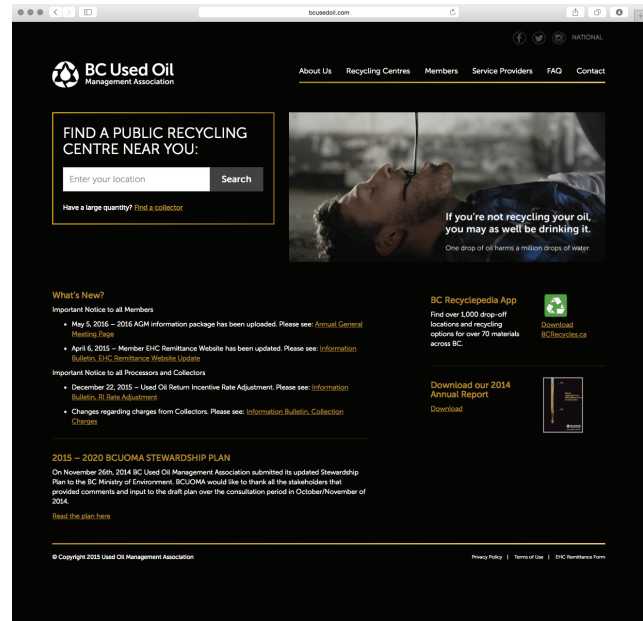 bcusedoil.com
NATIONAL
BC Used Oil
Management Association
About Us Recycling Centres Members Service Providers FAQ Contact
FIND A PUBLIC RECYCLING
CENTRE NEAR YOU:
Enter your location Search
Have a large quantity? Find a collector
If you're not recycling your oil,
you may as well be drinking it.
One drop of oil harms a million drops of water.
What's New?
Important Notice to all Members
• May 5, 2016 – 2016 AGM information package has been uploaded. Please see: Annual General
Meeting Page
• April 6, 2015 – Member EHC Remittance Website has been updated. Please see: Information
Bulletin, EHC Remittance Website Update
Important Notice to all Processors and Collectors
• December 22, 2015 – Used Oil Return Incentive Rate Adjustment. Please see: Information
Bulletin, RI Rate Adjustment
• Changes regarding charges from Collectors. Please see: Information Bulletin, Collection
Charges
2015 – 2020 BCUOMA STEWARDSHIP PLAN
On November 26th, 2014 BC Used Oil Management Association submitted its updated Stewardship
Plan to the BC Ministry of Environment. BCUOMA would like to thank all the stakeholders that
provided comments and input to the draft plan over the consultation period in October/November of
2014.
Read the plan here
BC Recyclepedia App
Find over 1,000 drop-off
locations and recycling
options for over 70 materials
across BC.
Download
BCRecycles.ca
Download our 2014
Annual Report
Download
© Copyright 2015 Used Oil Management Association
Privacy Policy | Terms of Use | EHC Remittance Form